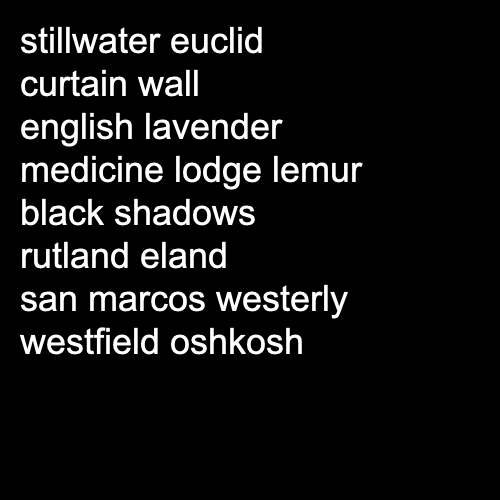 stillwater euclid
curtain wall
english lavender
medicine lodge lemur
black shadows
rutland eland
san marcos westerly
westfield oshkosh